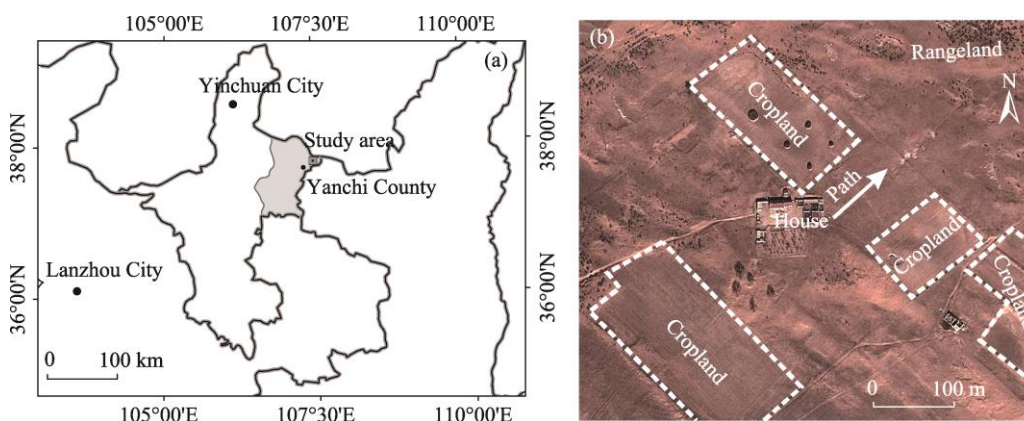 105°00'E
107°30'E
110°00'E
(a)
Yinchuan City
38°00'N
38°00'N
Study area
Yanchi County
Lanzhou City
36°00'N
36°00'N
0
100 km
105°00'E
107°30'E
110°00'E
(b)
Rangeland
N
Cropland
Path
House
Cropland
Cropland
Cropland
0
100 m